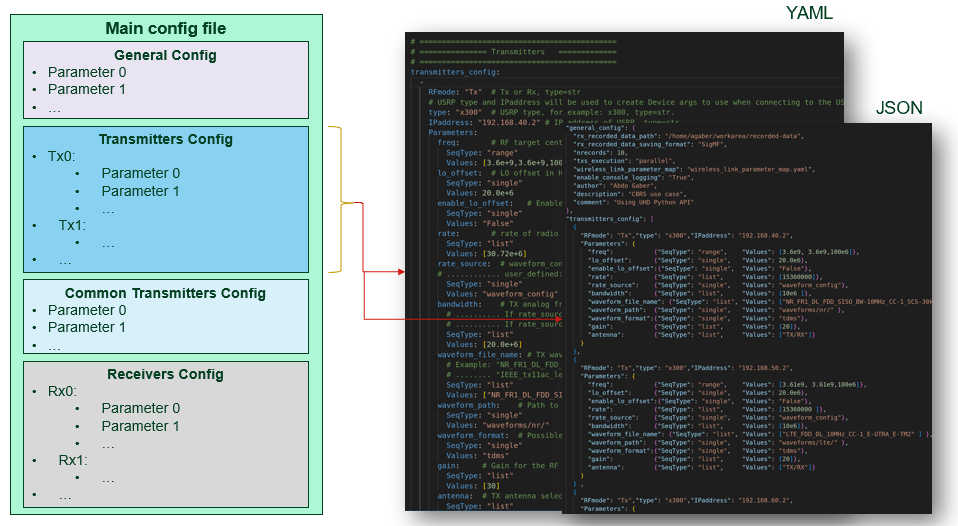 Main config file
General Config
• Parameter 0
• Parameter 1
• ...
Transmitters Config
• Tx0:
• Parameter 0
• Parameter 1
• ...
• Tx1:
• ...
• ...
Common Transmitters Config
• Parameter 0
• Parameter 1
• ...
Receivers Config
• Rx0:
• Parameter 0
• Parameter 1
• ...
• Rx1:
• ...
• ...
YAML
# ============================================
# =============== Transmitters =============
# ============================================
transmitters_config:
-
RFmode: "Tx" # Tx or Rx, type=str
# USRP type and IPaddress will be used to create Device args to use when connecting to the US
type: "x300" # USRP type, for example: x300, type=str.
IPaddress: "192.168.40.2" # IP address of USRP, type=str
Parameters:
freq: # RF target cent
SeqType: "range"
Values: [3.6e+9,3.6e+9,100
lo_offset: # LO offset in H
SeqType: "single"
Values: 20.0e+6
enable_lo_offset: # Enable
SeqType: "single"
Values: "False"
rate: # rate of radio
SeqType: "list"
Values: [30.72e+6]
rate_source: # waveform_con
# ............ user_defined:
SeqType: "single"
Values: "waveform_config"
bandwidth: # TX analog fr
# .......... If rate_sourc
# .......... If rate_sourc
SeqType: "list"
Values: [20.0e+6]
waveform_file_name: # TX wav
# Example: "NR_FR1_DL_FDD_
# ........ "IEEE_tx11ac_le
SeqType: "list"
Values: ["NR_FR1_DL_FDD_SI
waveform_path: # Path to
SeqType: "single"
Values: "waveforms/nr/"
waveform_format: # Possible
SeqType: "single"
Values: "tdms"
gain: # Gain for the RF
SeqType: "list"
Values: [30]
antenna: # TX antenna selec
SeqType: "list"
JSON
"general_config": {
"rx_recorded_data_path": "/home/agaber/workarea/recorded-data",
"rx_recorded_data_saving_format": "SigMF",
"nrecords": 10,
"txs_execution": "parallel",
"wireless_link_parameter_map": "wireless_link_parameter_map.yaml",
"enable_console_logging": "True",
"author": "Abdo Gaber",
"description": "CBRS use case",
"comment": "Using UHD Python API"
},
"transmitters_config": [
{
"RFmode": "Tx","type": "x300","IPaddress": "192.168.40.2",
"Parameters": {
"freq": {"SeqType": "range", "Values": [3.6e9, 3.6e9,100e6]},
"lo_offset": {"SeqType": "single", "Values": 20.0e6},
"enable_lo_offset":{"SeqType": "single", "Values": "False"},
"rate": {"SeqType": "list", "Values": [15360000]},
"rate_source": {"SeqType": "single", "Values": "waveform_config"},
"bandwidth": {"SeqType": "list", "Values": [10e6 ]},
"waveform_file_name": {"SeqType": "list", "Values": ["NR_FR1_DL_FDD_SISO_BW-10MHz_CC-1_SCS-30k
"waveform_path": {"SeqType": "single", "Values": "waveforms/nr/" },
"waveform_format":{"SeqType": "single", "Values": "tdms"},
"gain": {"SeqType": "list", "Values": [20]},
"antenna": {"SeqType": "list", "Values": ["TX/RX"]}
}
},
{
"RFmode": "Tx","type": "x300","IPaddress": "192.168.50.2",
"Parameters": {
"freq": {"SeqType": "range", "Values": [3.61e9, 3.61e9,100e6]},
"lo_offset": {"SeqType": "single", "Values": 20.0e6},
"enable_lo_offset":{"SeqType": "single", "Values": "False"},
"rate": {"SeqType": "list", "Values": [15360000 ]},
"rate_source": {"SeqType": "single", "Values": "waveform_config"},
"bandwidth": {"SeqType": "list", "Values": [10e6]},
"waveform_file_name": {"SeqType": "list", "Values": ["LTE_FDD_DL_10MHz_CC-1_E-UTRA_E-TM2" ] },
"waveform_path": {"SeqType": "single", "Values": "waveforms/lte/" },
"waveform_format":{"SeqType": "single", "Values": "tdms"},
"gain": {"SeqType": "list", "Values": [20]},
"antenna": {"SeqType": "list", "Values": ["TX/RX"]}
}
} ,
{
"RFmode": "Tx","type": "x300","IPaddress": "192.168.60.2",
"Parameters": {